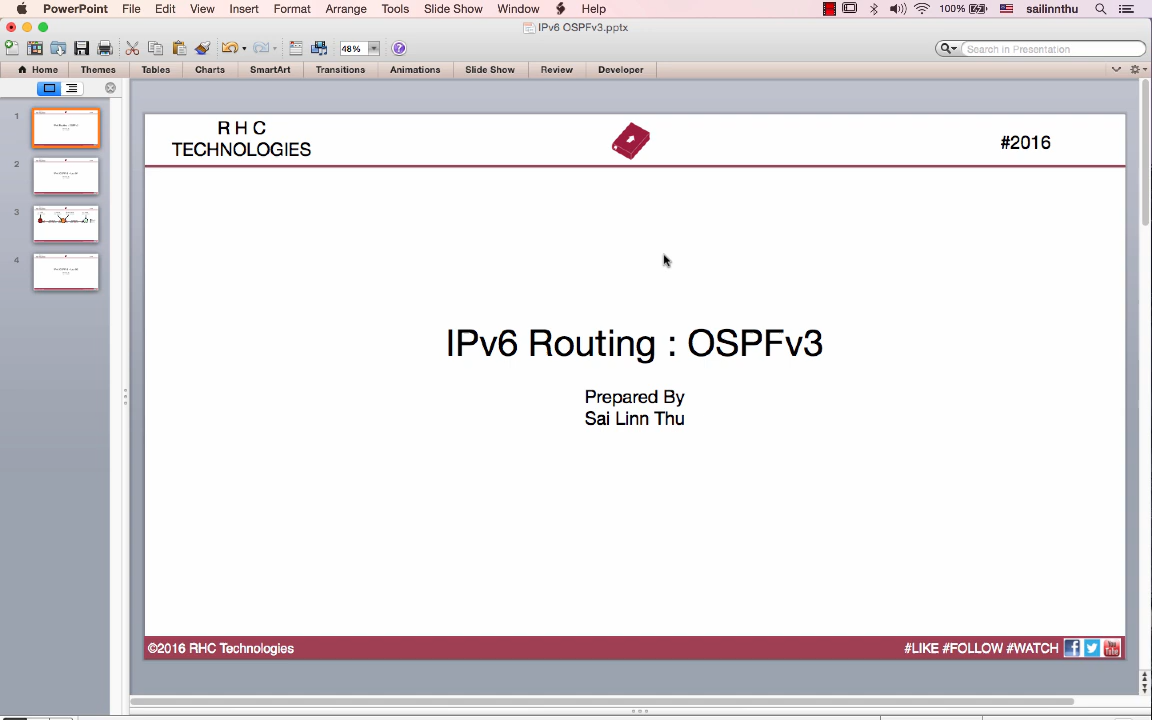 PowerPoint File Edit View Insert Format Arrange Tools Slide Show Window Help 100% sailinnthu
IPv6 OSPFv3.pptx
48% Search in Presentation
Home Themes Tables Charts SmartArt Transitions Animations Slide Show Review Developer
1
2
3
4
R H C
TECHNOLOGIES
#2016
IPv6 Routing : OSPFv3
Prepared By
Sai Linn Thu
©2016 RHC Technologies
#LIKE #FOLLOW #WATCH